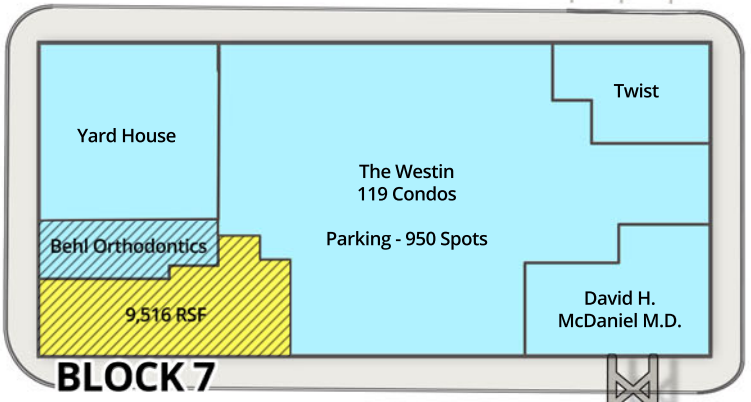 Yard House
Twist
The Westin
119 Condos
Parking - 950 Spots
Behl Orthodontics
9,516 RSF
David H.
McDaniel M.D.
BLOCK 7